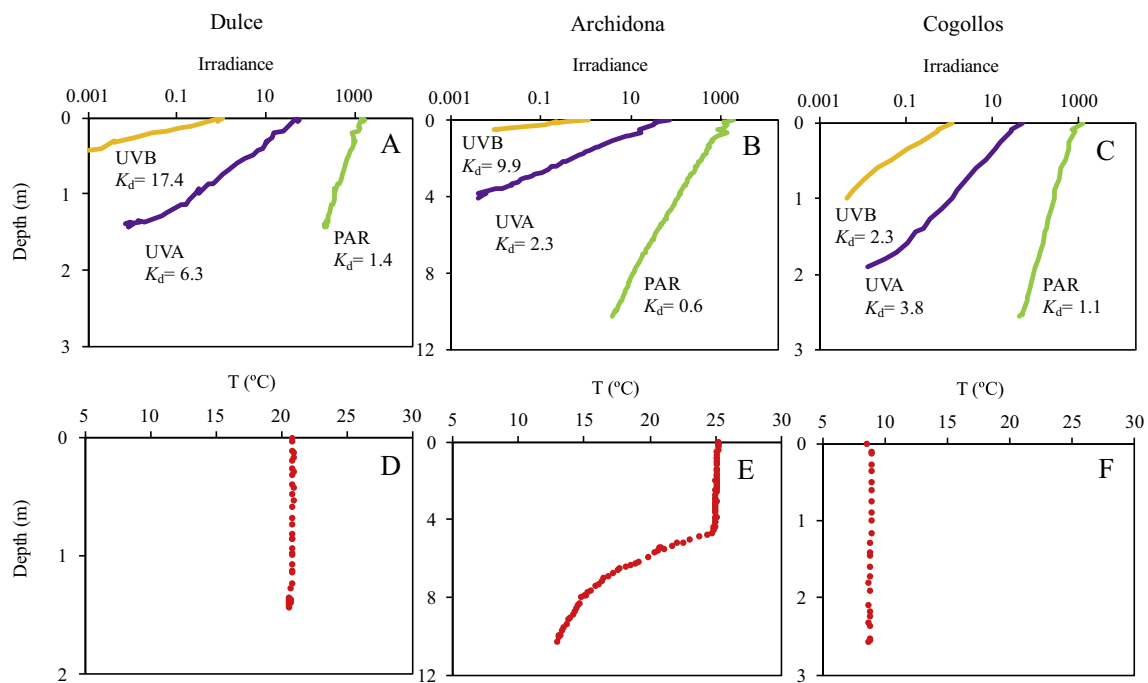 Dulce
Archidona
Cogollos
Irradiance
Irradiance
Irradiance
0.001 0.1 10 1000
0.001 0.1 10 1000
0.001 0.1 10 1000
Depth (m)
0
1
2
3
A
UVB
Kd= 17.4
UVA
Kd= 6.3
PAR
Kd= 1.4
0
4
8
12
B
UVB
Kd= 9.9
UVA
Kd= 2.3
PAR
Kd= 0.6
0
1
2
3
C
UVB
Kd= 2.3
UVA
Kd= 3.8
PAR
Kd= 1.1
T (ºC)
T (ºC)
T (ºC)
5 10 15 20 25 30
5 10 15 20 25 30
5 10 15 20 25 30
Depth (m)
0
1
2
D
0
4
8
12
E
0
1
2
3
F